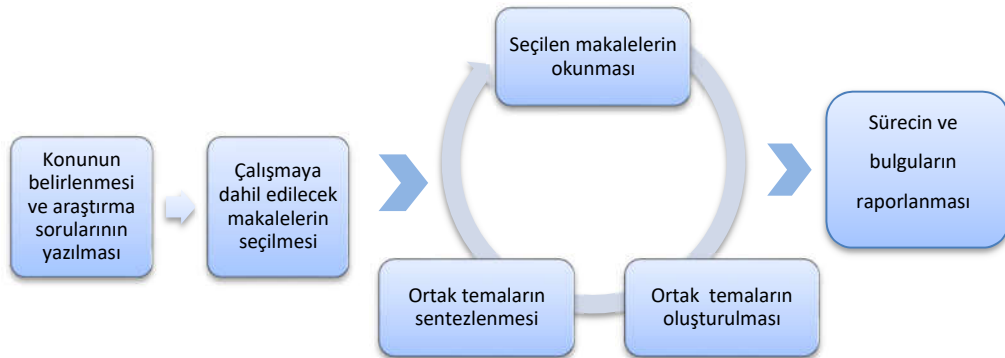 Konunun
belirlenmesi
ve araştırma
sorularının
yazılması
Çalışmaya
dahil edilecek
makalelerin
seçilmesi
Seçilen makalelerin
okunması
Ortak temaların
oluşturulması
Ortak temaların
sentezlenmesi
Sürecin ve
bulguların
raporlanması